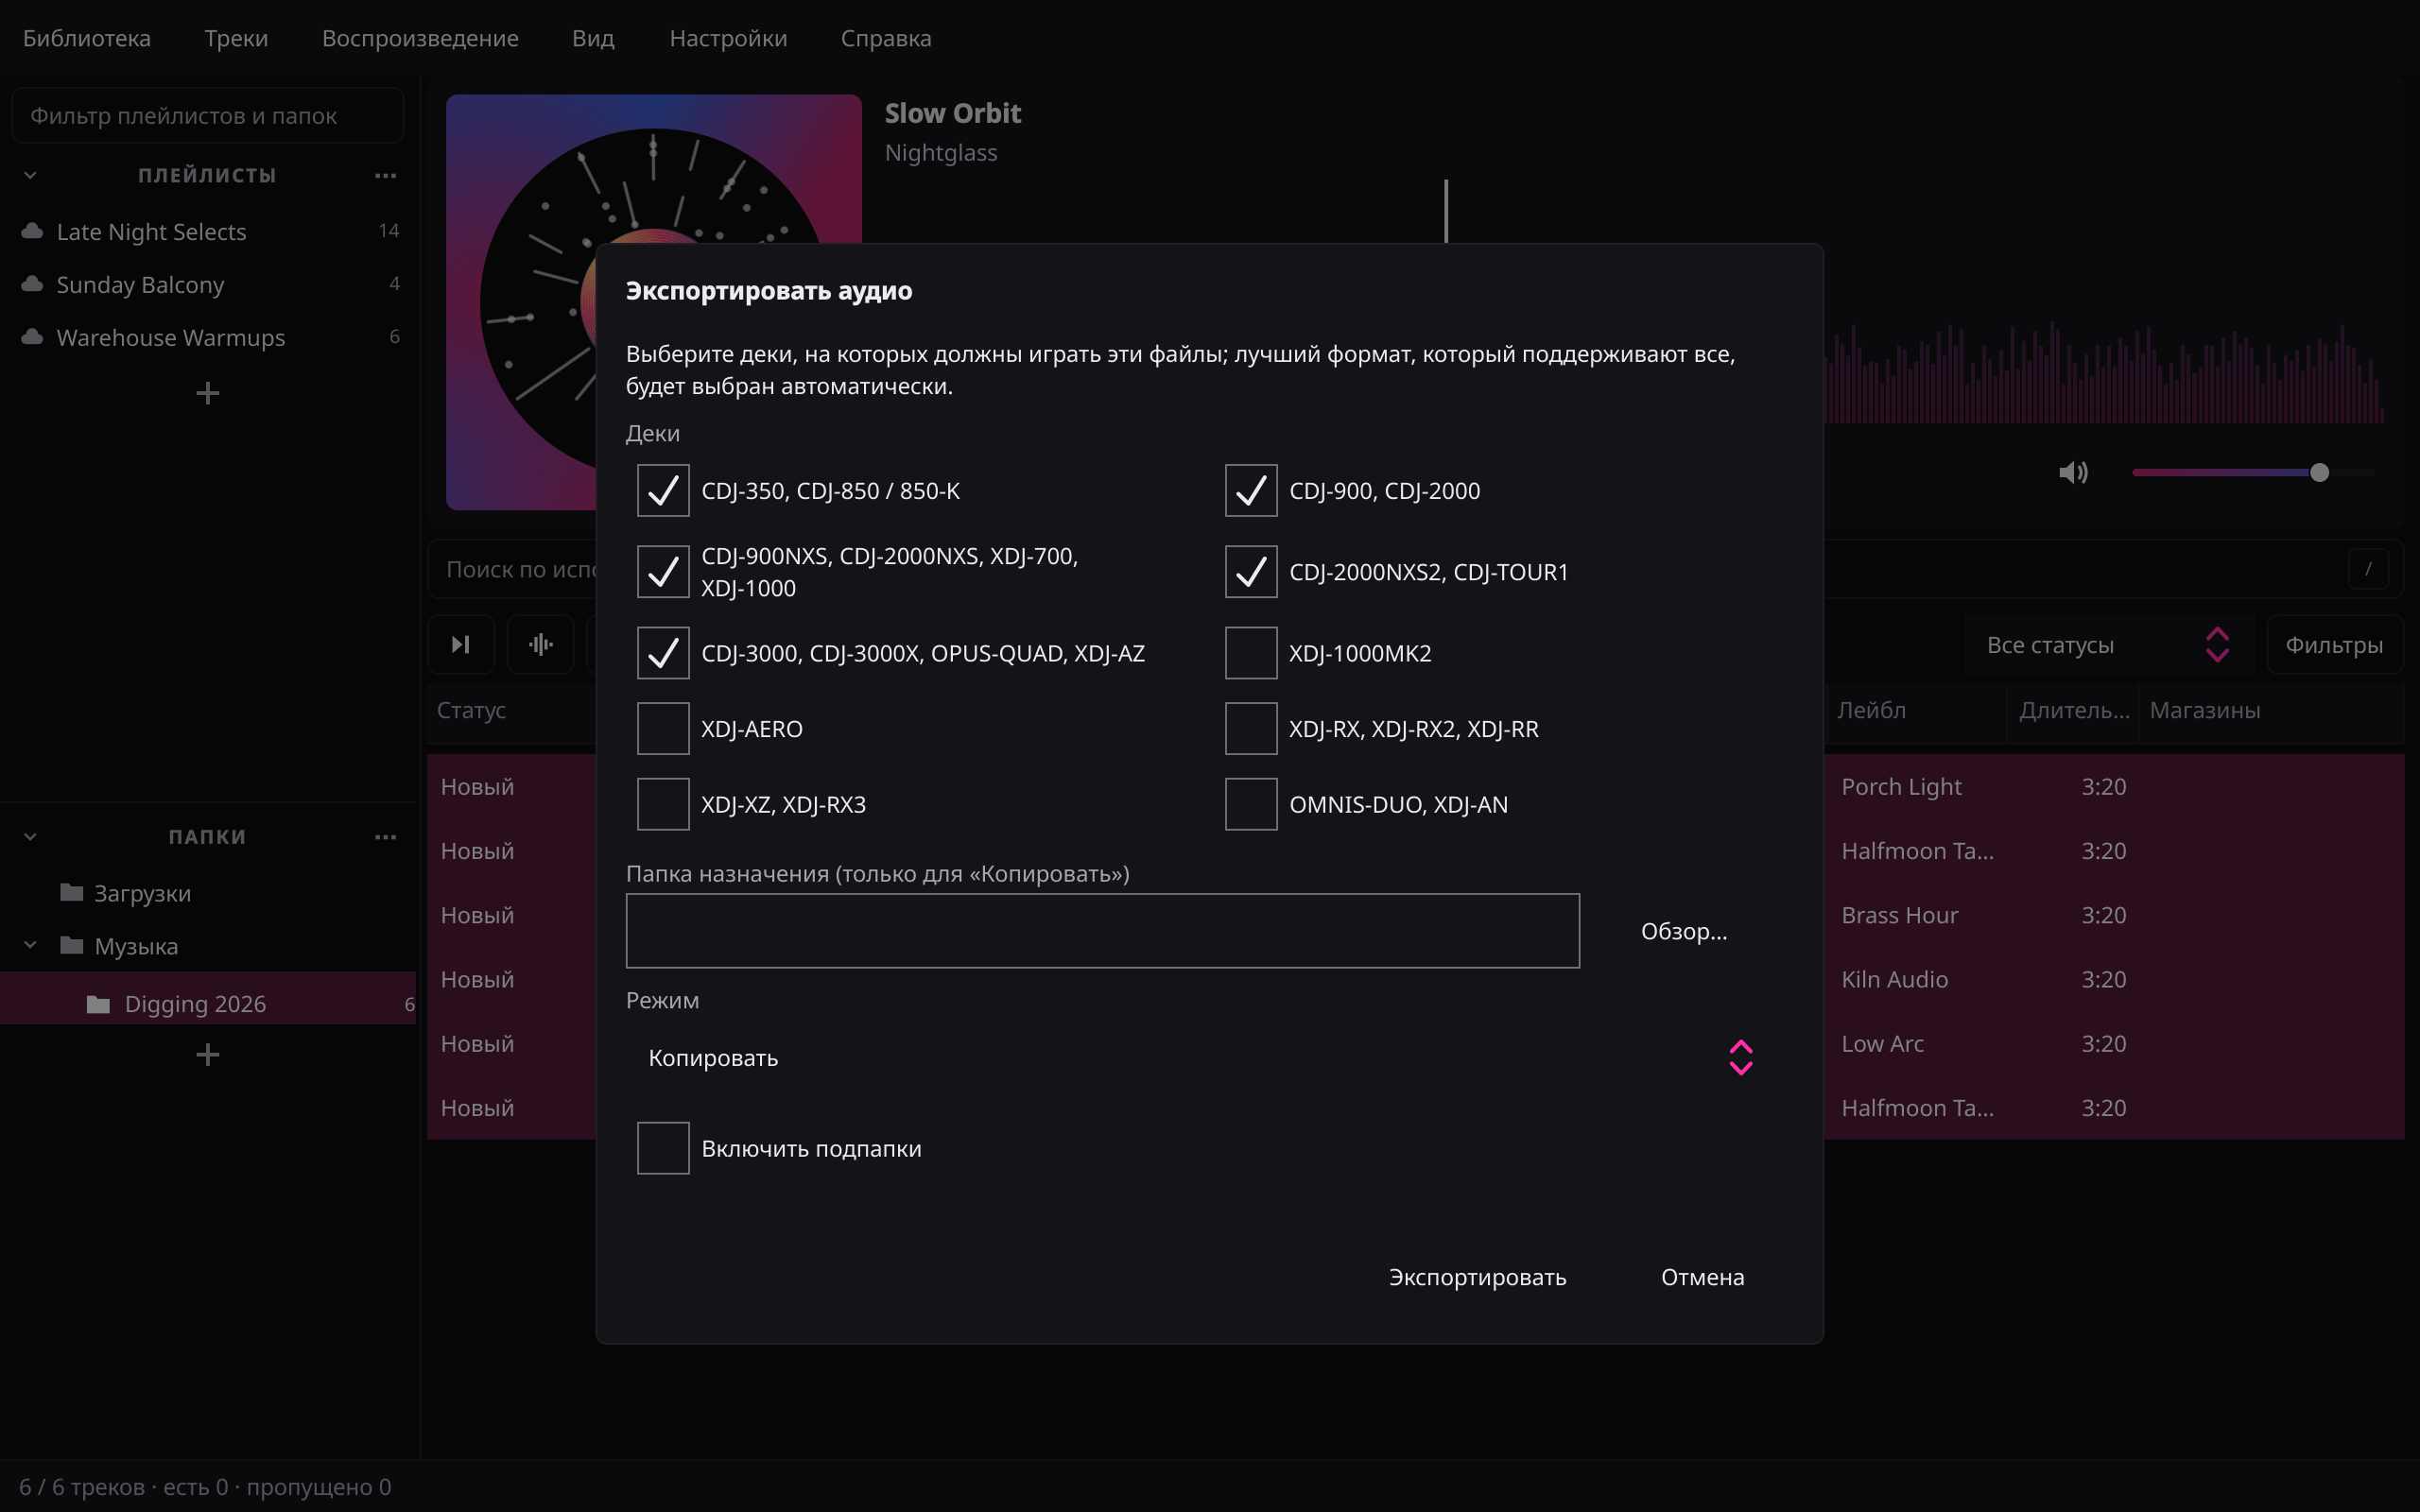 Библиотека Треки Воспроизведение Вид Настройки Справка
Фильтр плейлистов и папок
ПЛЕЙЛИСТЫ ...
Late Night Selects 14
Sunday Balcony 4
Warehouse Warmups 6
+
ПАПКИ ...
Загрузки
Музыка
Digging 2026 6
+
Slow Orbit
Nightglass
Поиск по испо
/
Все статусы
Фильтры
Статус Лейбл Длитель... Магазины
Новый Porch Light 3:20
Новый Halfmoon Ta... 3:20
Новый Brass Hour 3:20
Новый Kiln Audio 3:20
Новый Low Arc 3:20
Новый Halfmoon Ta... 3:20
Экспортировать аудио
Выберите деки, на которых должны играть эти файлы; лучший формат, который поддерживают все,
будет выбран автоматически.
Деки
CDJ-350, CDJ-850 / 850-K
CDJ-900, CDJ-2000
CDJ-900NXS, CDJ-2000NXS, XDJ-700,
XDJ-1000
CDJ-2000NXS2, CDJ-TOUR1
CDJ-3000, CDJ-3000X, OPUS-QUAD, XDJ-AZ
XDJ-1000MK2
XDJ-AERO
XDJ-RX, XDJ-RX2, XDJ-RR
XDJ-XZ, XDJ-RX3
OMNIS-DUO, XDJ-AN
Папка назначения (только для «Копировать»)
Обзор...
Режим
Копировать
Включить подпапки
Экспортировать Отмена
6 / 6 треков · есть 0 · пропущено 0